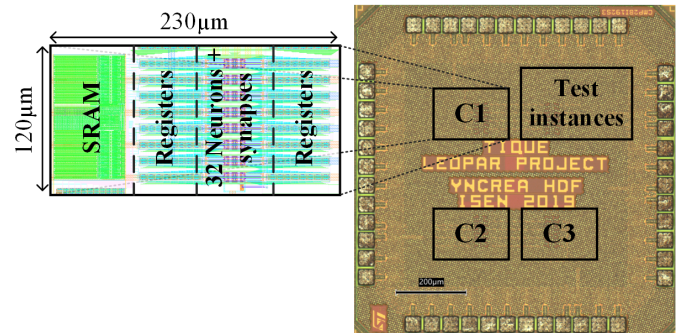 230µm
120µm
SRAM
Registers
32 Neurons +
synapses
Registers
C1
Test
instances
TIQUE
LEOPAR PROJECT
YNCREA HDF
ISEN 2019
C2
C3
200µm